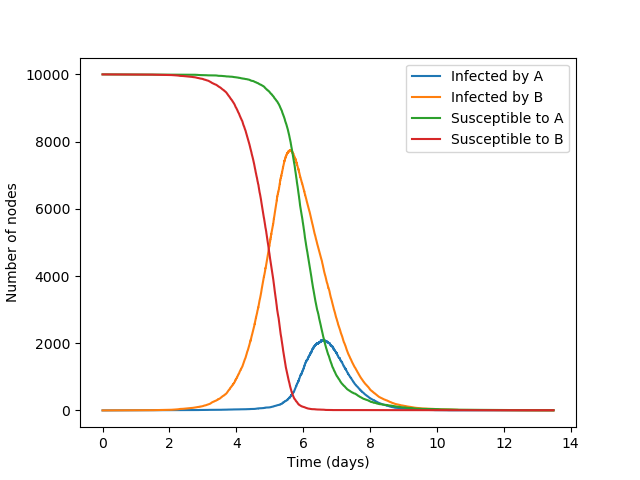 10000
8000
6000
4000
2000
0
Number of nodes
0 2 4 6 8 10 12 14
Time (days)
Infected by A
Infected by B
Susceptible to A
Susceptible to B